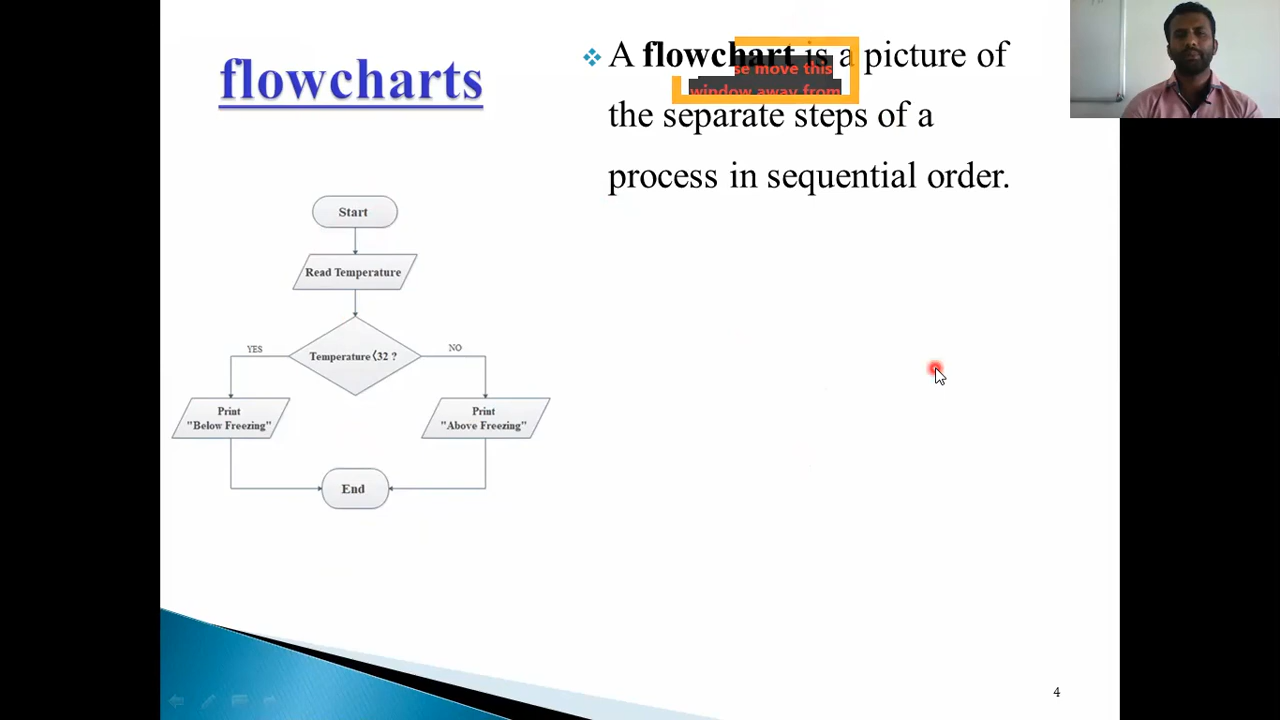 flowcharts
A flowchart is a picture of
the separate steps of a
process in sequential order.
se move this
window away from
Start
Read Temperature
Temperature<32 ?
YES
NO
Print
"Below Freezing"
Print
"Above Freezing"
End
4